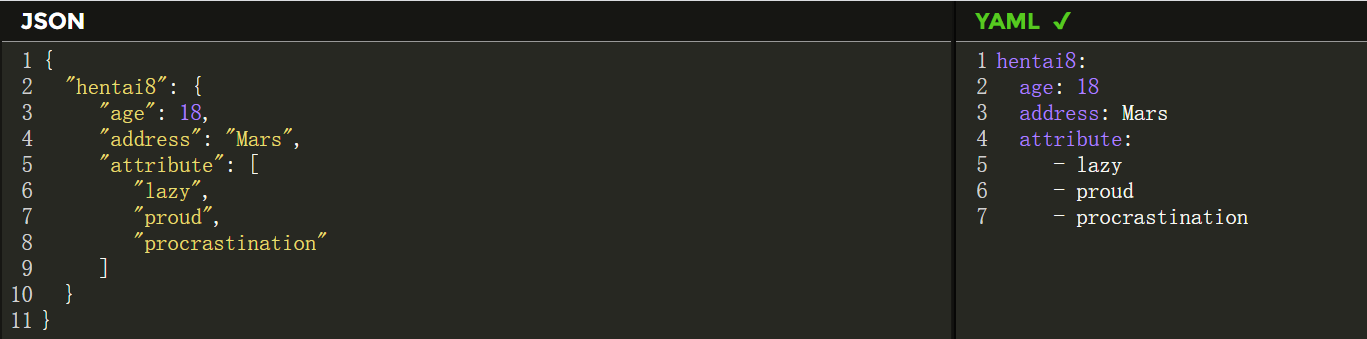 JSON
1 {
2   "hentai8": {
3      "age": 18,
4      "address": "Mars",
5      "attribute": [
6         "lazy",
7         "proud",
8         "procrastination"
9      ]
10   }
11 }
YAML ✓
1 hentai8:
2   age: 18
3   address: Mars
4   attribute:
5      - lazy
6      - proud
7      - procrastination